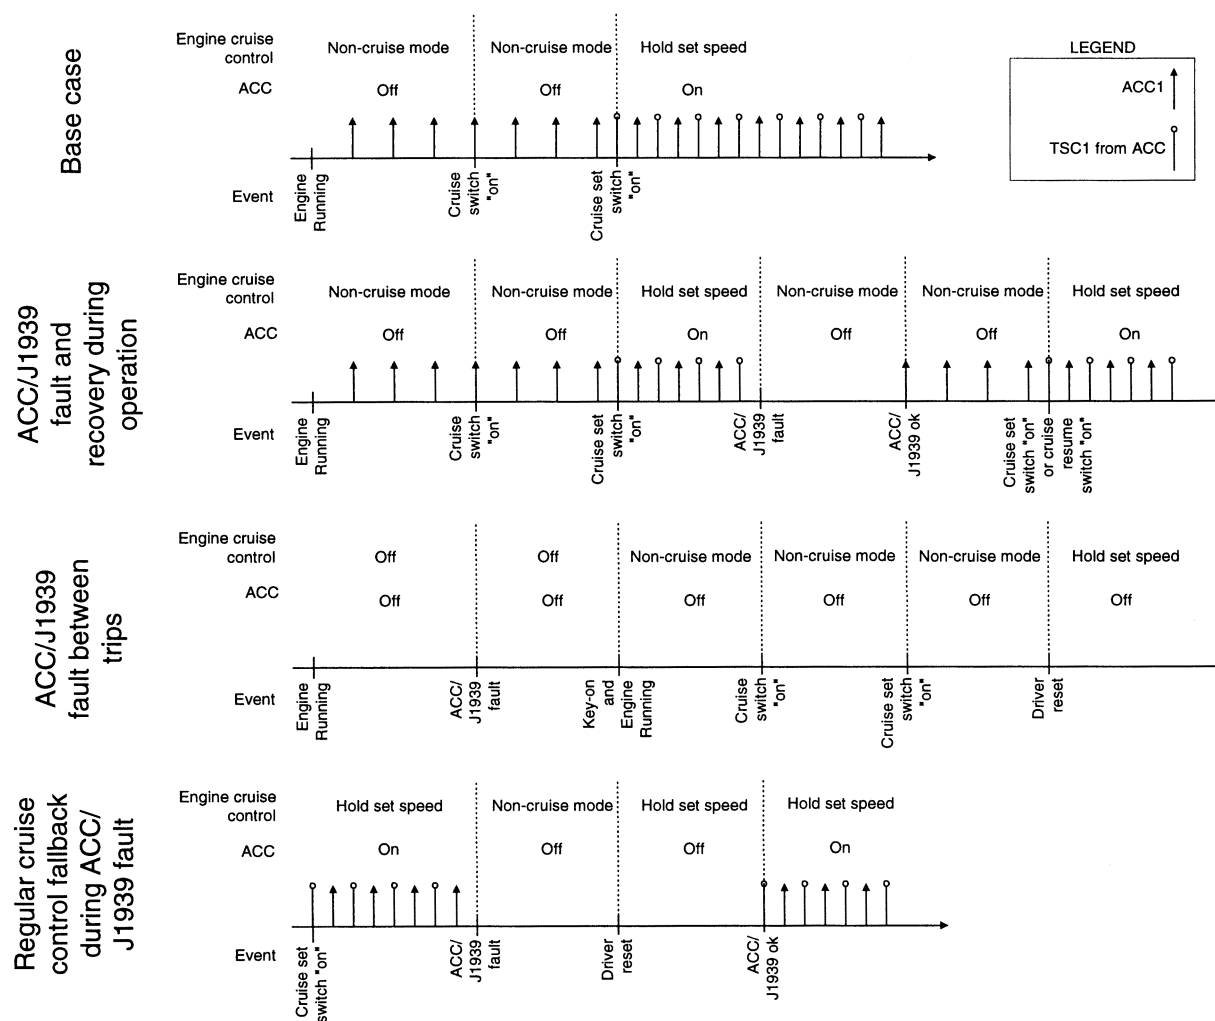 Base case
Engine cruise
control
Non-cruise mode
Non-cruise mode
Hold set speed
ACC
Off
Off
On
Event
Engine
Running
Cruise
switch
"on"
Cruise set
switch
"on"
LEGEND
ACC1
TSC1 from ACC
ACC/J1939
fault and
recovery during
operation
Engine cruise
control
Non-cruise mode
Non-cruise mode
Hold set speed
Non-cruise mode
Non-cruise mode
Hold set speed
ACC
Off
Off
On
Off
Off
On
Event
Engine
Running
Cruise
switch
"on"
Cruise set
switch
"on"
ACC/
J1939
fault
ACC/
J1939 ok
Cruise set
switch "on"
or cruise
resume
switch "on"
ACC/J1939
fault between
trips
Engine cruise
control
Off
Off
Non-cruise mode
Non-cruise mode
Non-cruise mode
Hold set speed
ACC
Off
Off
Off
Off
Off
Off
Event
Engine
Running
ACC/
J1939
fault
Key-on
and
Engine
Running
Cruise
switch
"on"
Cruise set
switch
"on"
Driver
reset
Regular cruise
control fallback
during ACC/
J1939 fault
Engine cruise
control
Hold set speed
Non-cruise mode
Hold set speed
Hold set speed
ACC
On
Off
Off
On
Event
Cruise set
switch "on"
ACC/
J1939
fault
Driver
reset
ACC/
J1939 ok